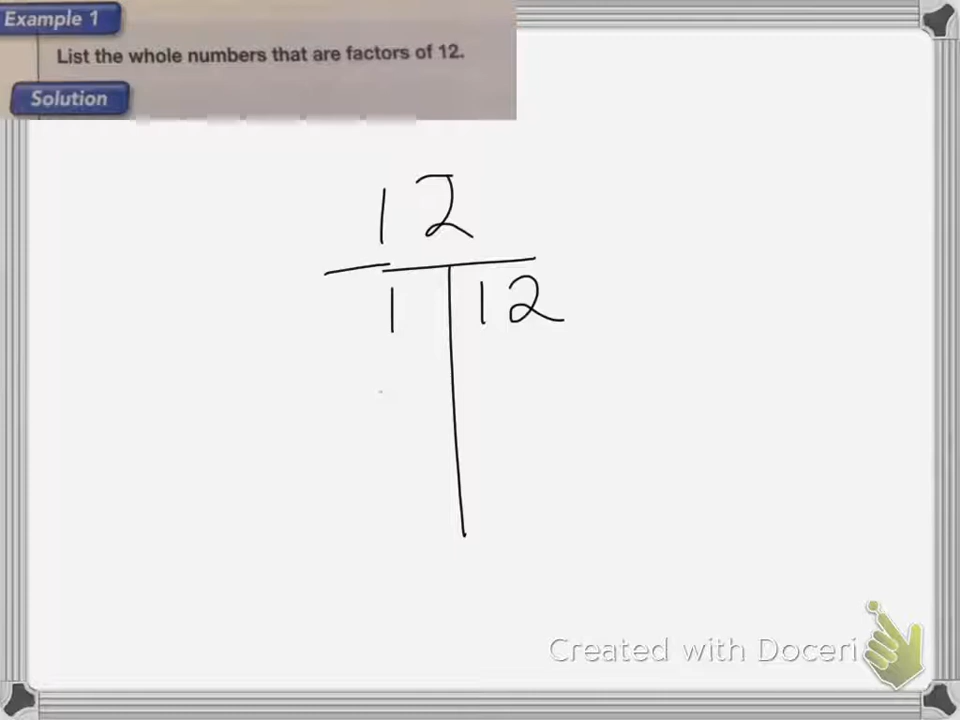 Example 1
List the whole numbers that are factors of 12.
Solution
12
1 12
Created with Doceri